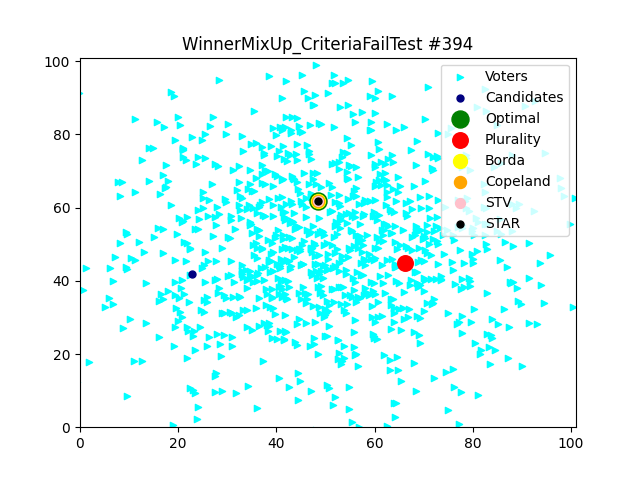 WinnerMixUp_CriteriaFailTest #394
100
80
60
40
20
0
0
20
40
60
80
100
Voters
Candidates
Optimal
Plurality
Borda
Copeland
STV
STAR